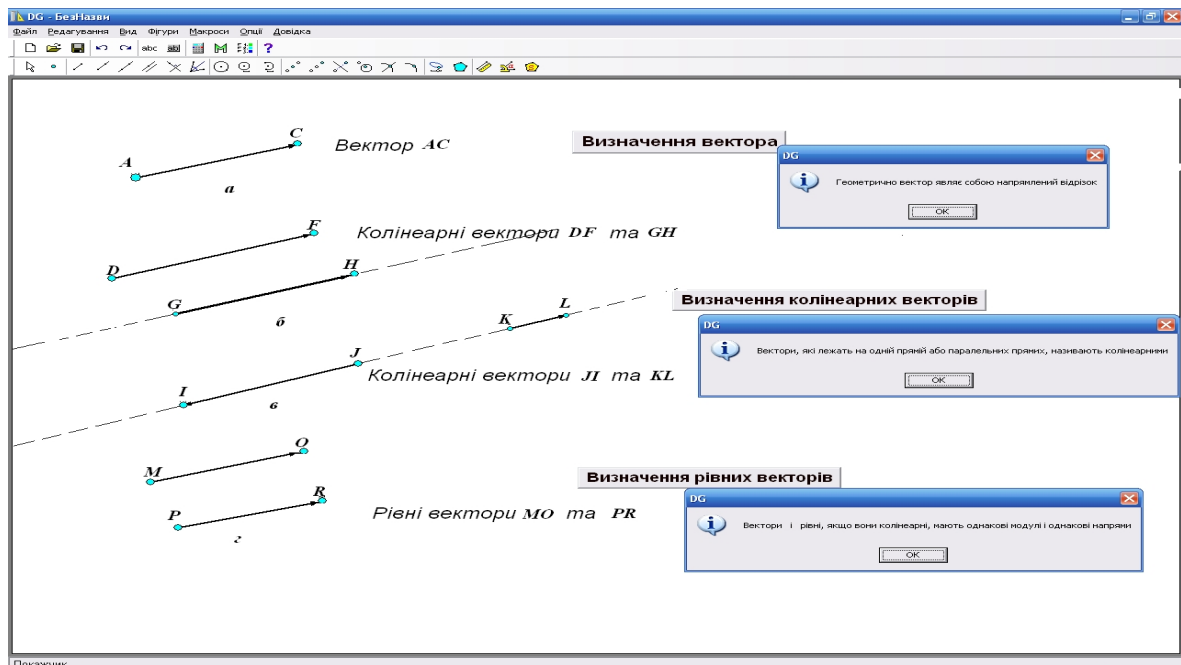 DG - БезНазви
Файл Редагування Вид Фігури Макроси Опції Довідка
abc ab
C
Вектор AC
Визначення вектора
A
а
DG
Геометрично вектор являє собою напрямлений відрізок
OK
F
Колінеарні вектори DF та GH
D
H
G
б
L
K
Визначення колінеарних векторів
DG
Вектори, які лежать на одній прямій або паралельних прямих, називають колінеарними
OK
J
Колінеарні вектори JI та KL
I
в
O
M
Визначення рівних векторів
R
P
Рівні вектори MO та PR
г
DG
Вектори і рівні, якщо вони колінеарні, мають однакові модулі і однакові напрями
OK
Покажчик